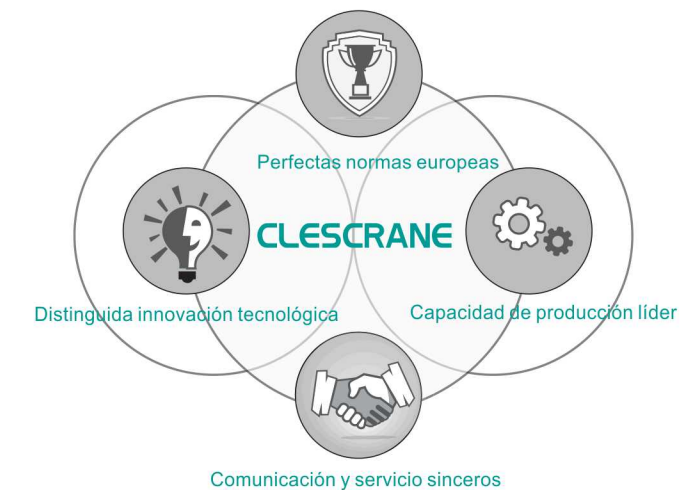 Perfectas normas europeas
CLESCRANE
Distinguida innovación tecnológica
Capacidad de producción líder
Comunicación y servicio sinceros